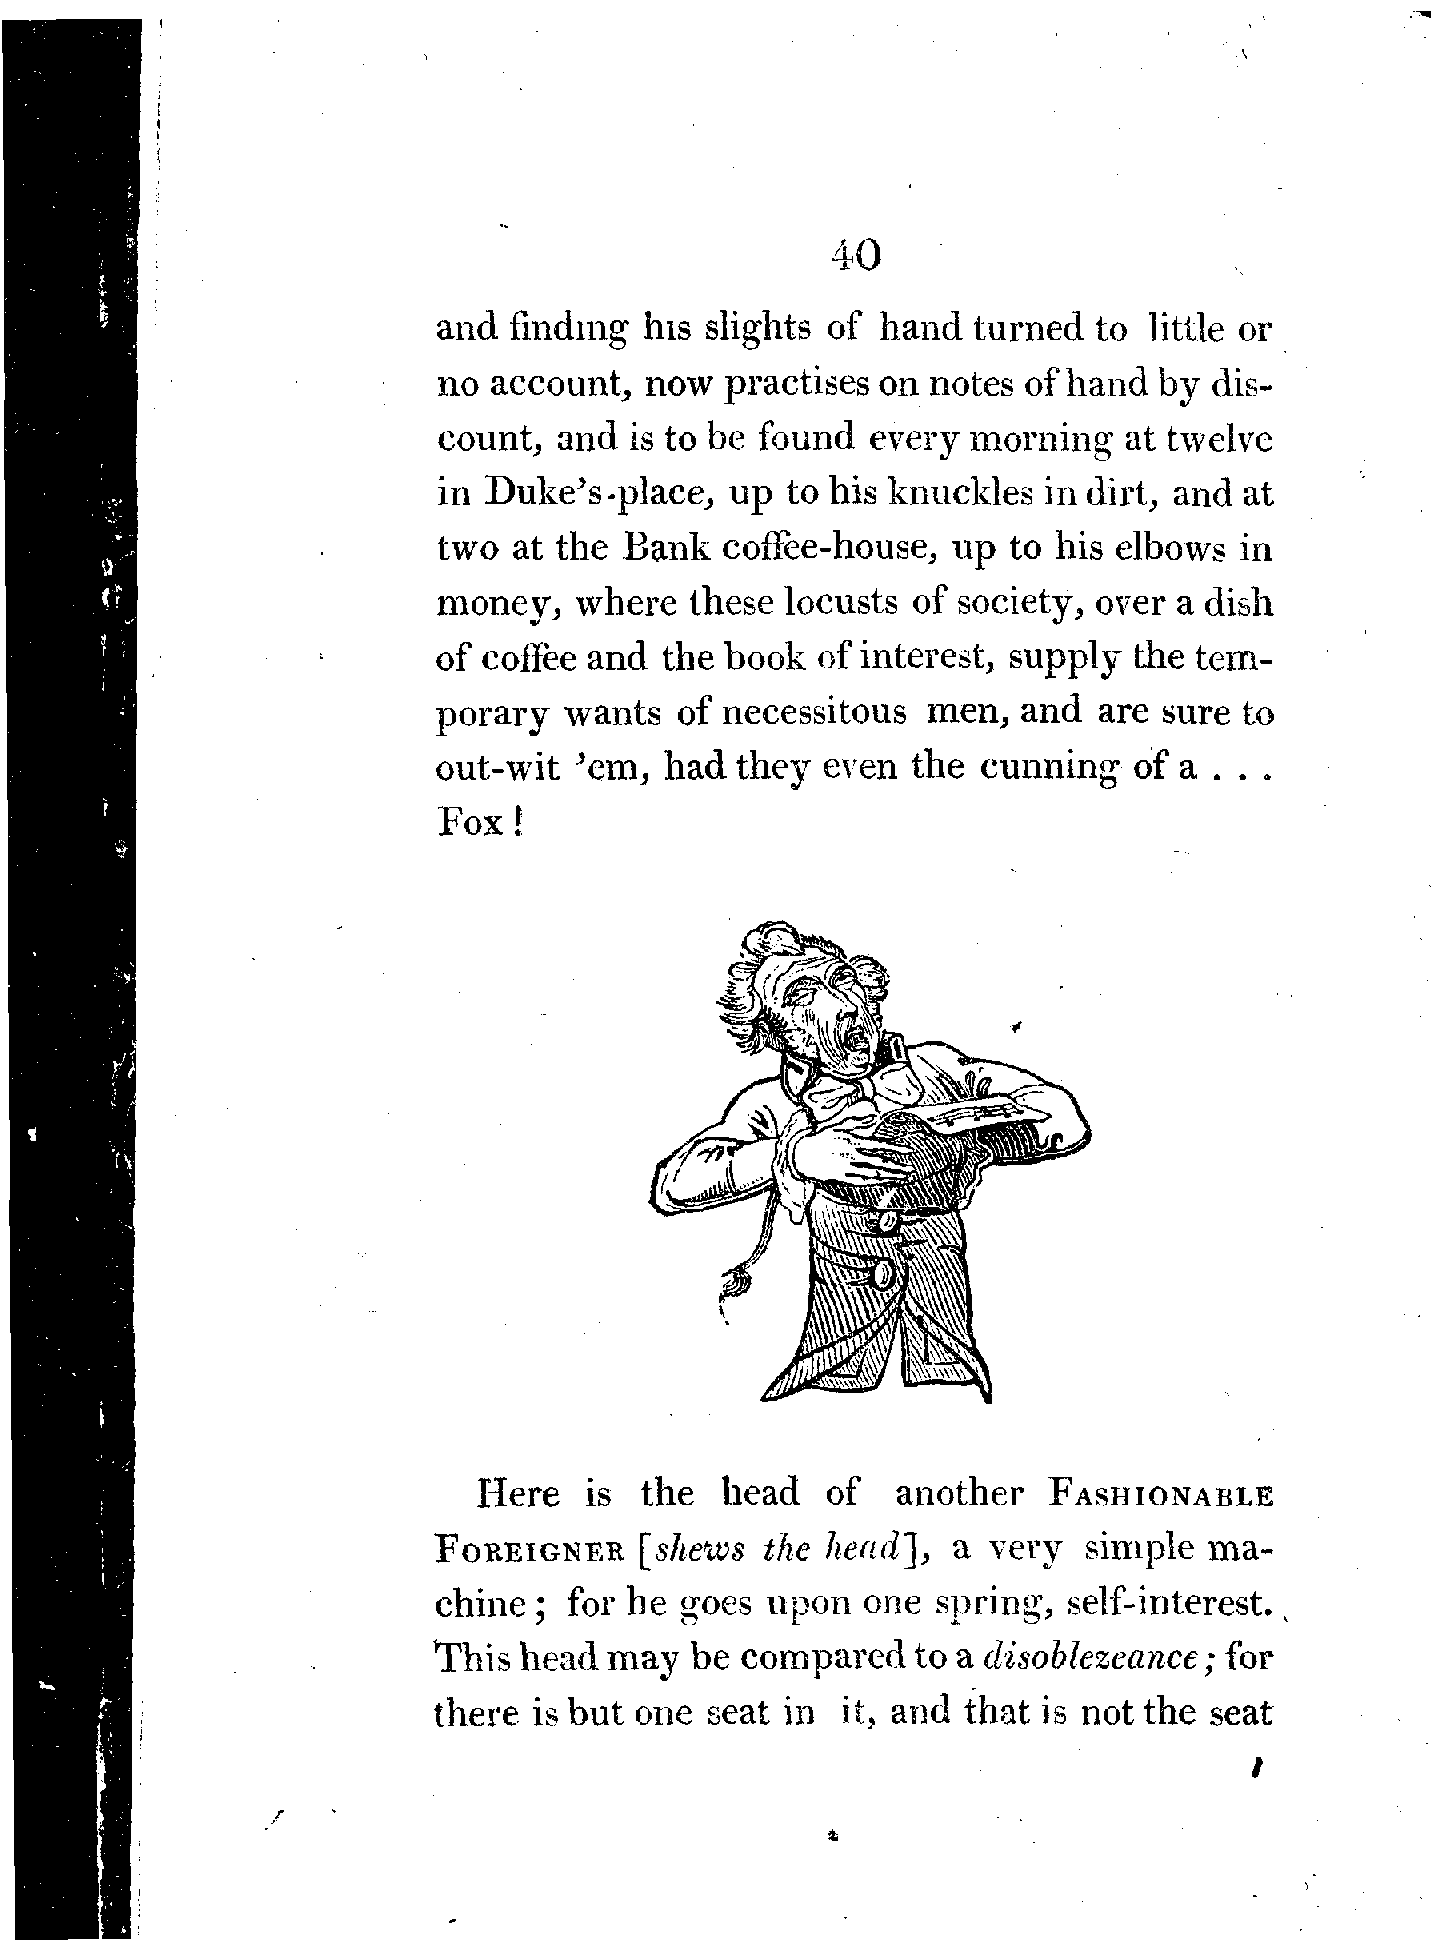 40
and finding his slights of hand turned to little or
no account, now practises on notes of hand by dis-
count, and is to be found every morning at twelve
in Duke's-place, up to his knuckles in dirt, and at
two at the Bank coffee-house, up to his elbows in
money, where these locusts of society, over a dish
of coffee and the book of interest, supply the tem-
porary wants of necessitous men, and are sure to
out-wit 'em, had they even the cunning of a . . .
Fox!
Here is the head of another FASHIONABLE
FOREIGNER [shews the head], a very simple ma-
chine; for he goes upon one spring, self-interest.
This head may be compared to a disoblezeance; for
there is but one seat in it, and that is not the seat